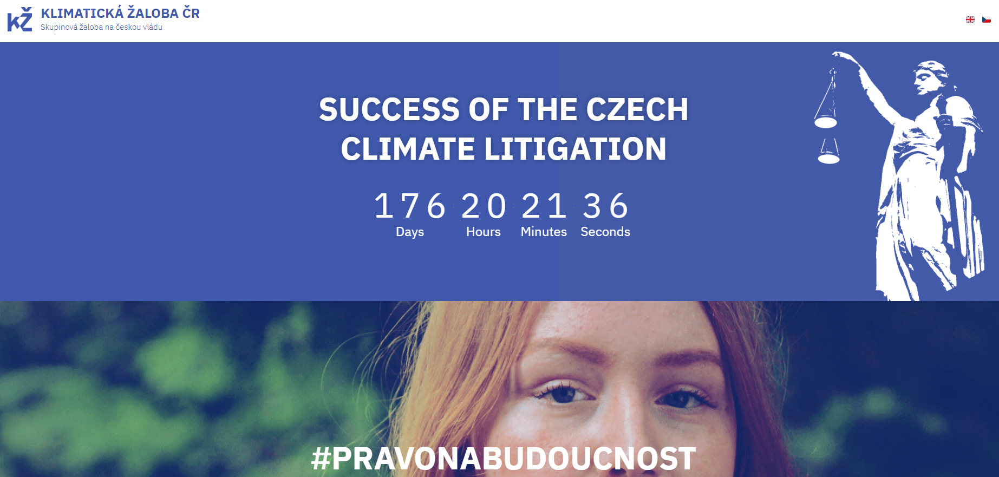 kŽ
KLIMATICKÁ ŽALOBA ČR
Skupinová žaloba na českou vládu
SUCCESS OF THE CZECH
CLIMATE LITIGATION
176 : 20 : 21 : 36
Days Hours Minutes Seconds
#PRAVONABUDOUCNOST